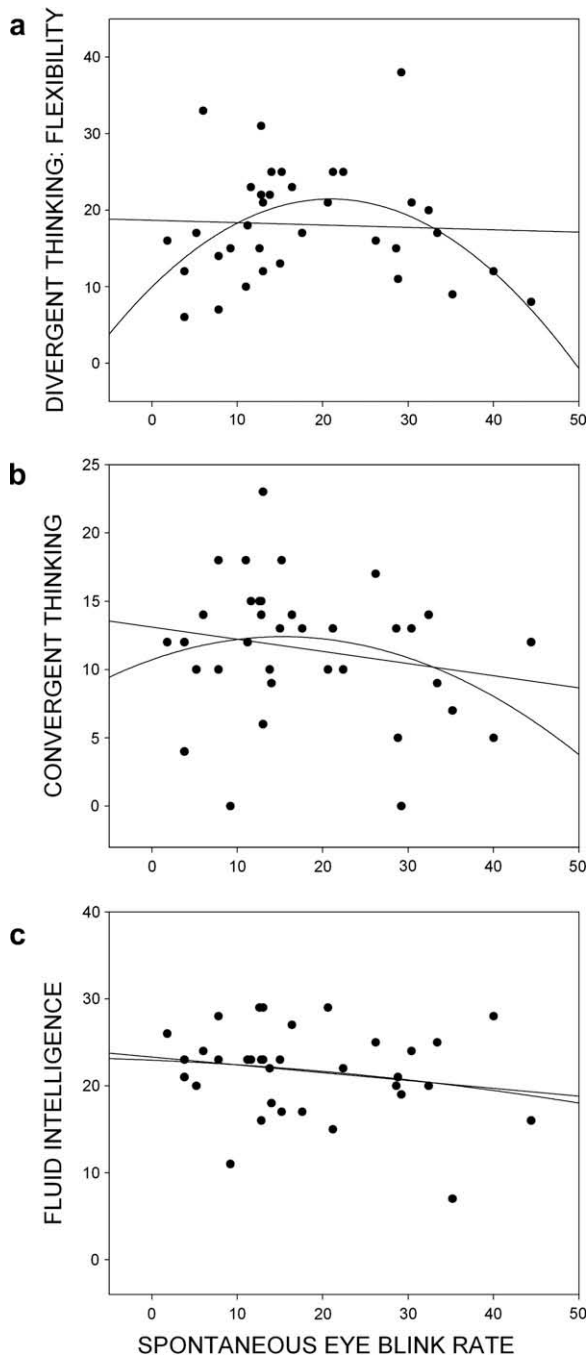 a
DIVERGENT THINKING: FLEXIBILITY
40
30
20
10
0
0 10 20 30 40 50
b
CONVERGENT THINKING
25
20
15
10
5
0
0 10 20 30 40 50
c
FLUID INTELLIGENCE
40
30
20
10
0
0 10 20 30 40 50
SPONTANEOUS EYE BLINK RATE